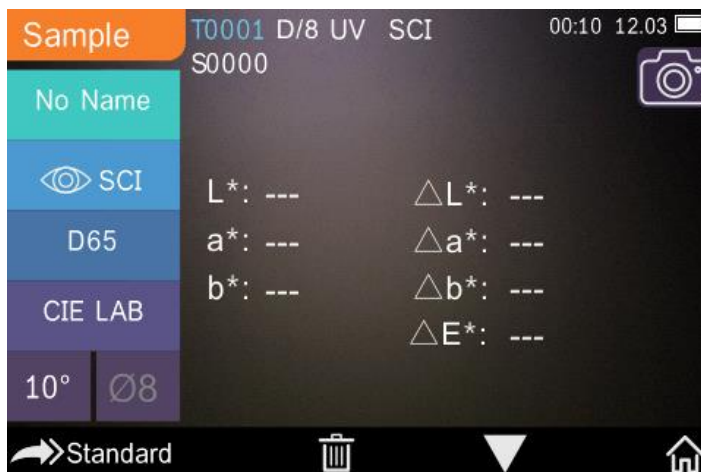 Sample
T0001 D/8 UV SCI 00:10 12.03
S0000
No Name
SCI
D65
CIE LAB
10° Ø8
L*: --- △L*: ---
a*: --- △a*: ---
b*: --- △b*: ---
△E*: ---
Standard